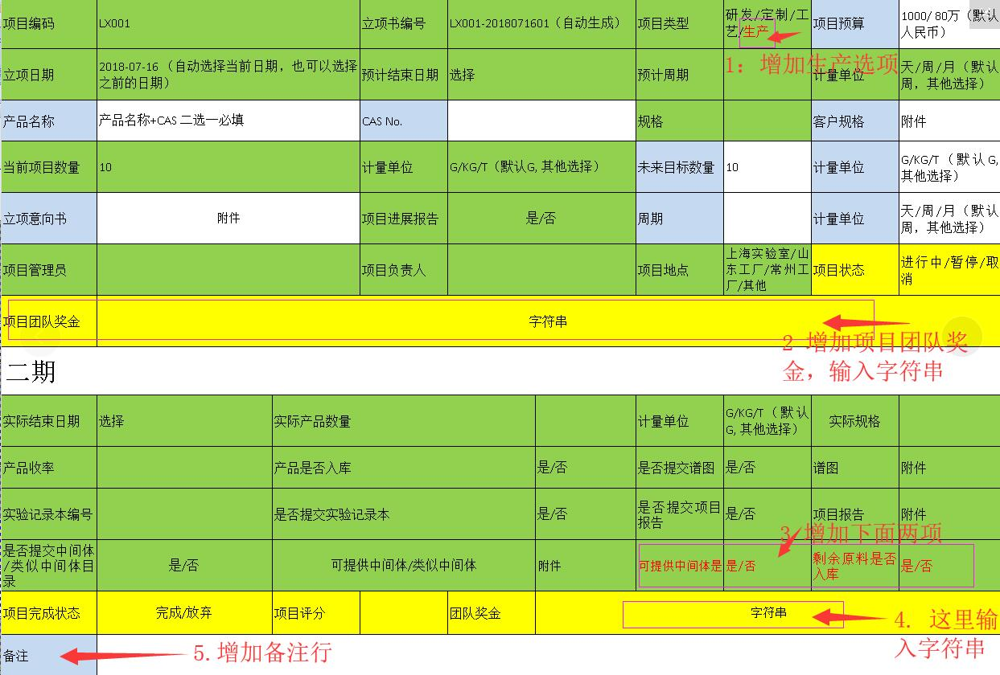 项目编码 LX001 立项书编号 LX001-2018071601（自动生成） 项目类型 研发/定制/工艺/生产 项目预算 1000/ 80万（默认人民币）
1：增加生产选项
立项日期 2018-07-16 （自动选择当前日期，也可以选择之前的日期） 预计结束日期 选择 预计周期 计量单位 天/周/月（默认周，其他选择）
产品名称 产品名称+CAS 二选一必填 CAS No. 规格 客户规格 附件
当前项目数量 10 计量单位 G/KG/T（默认G, 其他选择） 未来目标数量 10 计量单位 G/KG/T（默认G, 其他选择）
立项意向书 附件 项目进展报告 是/否 周期 计量单位 天/周/月（默认周，其他选择）
项目管理员 项目负责人 项目地点 上海实验室/山东工厂/常州工厂/其他 项目状态 进行中/暂停/取消
项目团队奖金 字符串
2 增加项目团队奖
金，输入字符串
二期
实际结束日期 选择 实际产品数量 计量单位 G/KG/T（默认G, 其他选择） 实际规格
产品收率 产品是否入库 是/否 是否提交谱图 是/否 谱图 附件
实验记录本编号 是否提交实验记录本 是/否 是否提交项目报告 是/否 项目报告 附件
3 增加下面两项
是否提交中间体/类似中间体目录 是/否 可提供中间体/类似中间体 附件 可提供中间体是 是/否 剩余原料是否入库 是/否
项目完成状态 完成/放弃 项目评分 团队奖金 字符串
4. 这里输
入字符串
备注
5.增加备注行